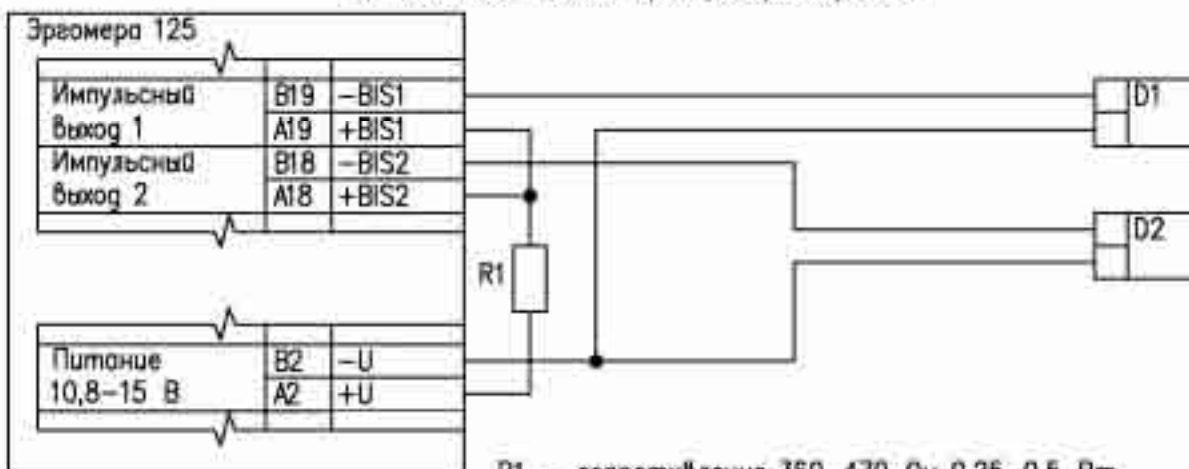 Эргомера 125
Импульсный B19 -BIS1
выход 1 A19 +BIS1
Импульсный B18 -BIS2
выход 2 A18 +BIS2
D1
D2
R1
Питание B2 -U
10,8-15 В A2 +U